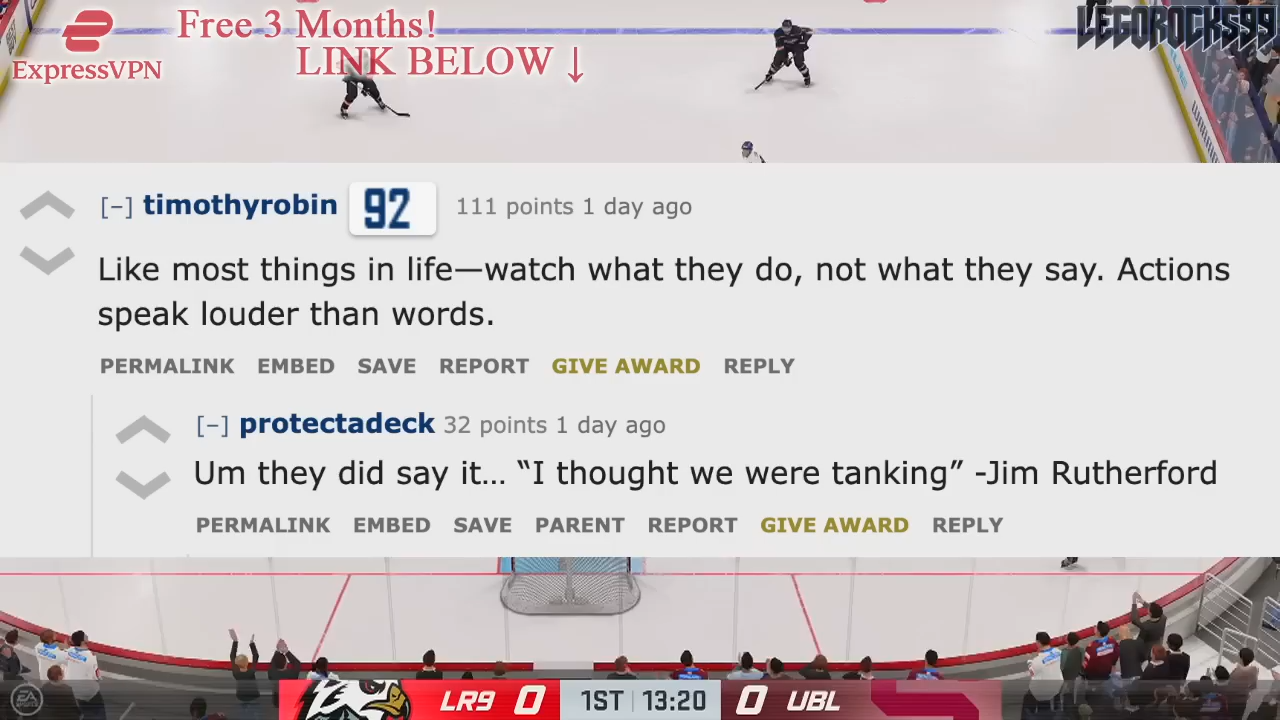 Free 3 Months!
LEGOROCKS99
ExpressVPN
LINK BELOW ↓
[–] timothyrobin 92 111 points 1 day ago
Like most things in life—watch what they do, not what they say. Actions
speak louder than words.
PERMALINK EMBED SAVE REPORT GIVE AWARD REPLY
[–] protectadeck 32 points 1 day ago
Um they did say it... “I thought we were tanking” -Jim Rutherford
PERMALINK EMBED SAVE PARENT REPORT GIVE AWARD REPLY
LR9 0 1ST 13:20 0 UBL